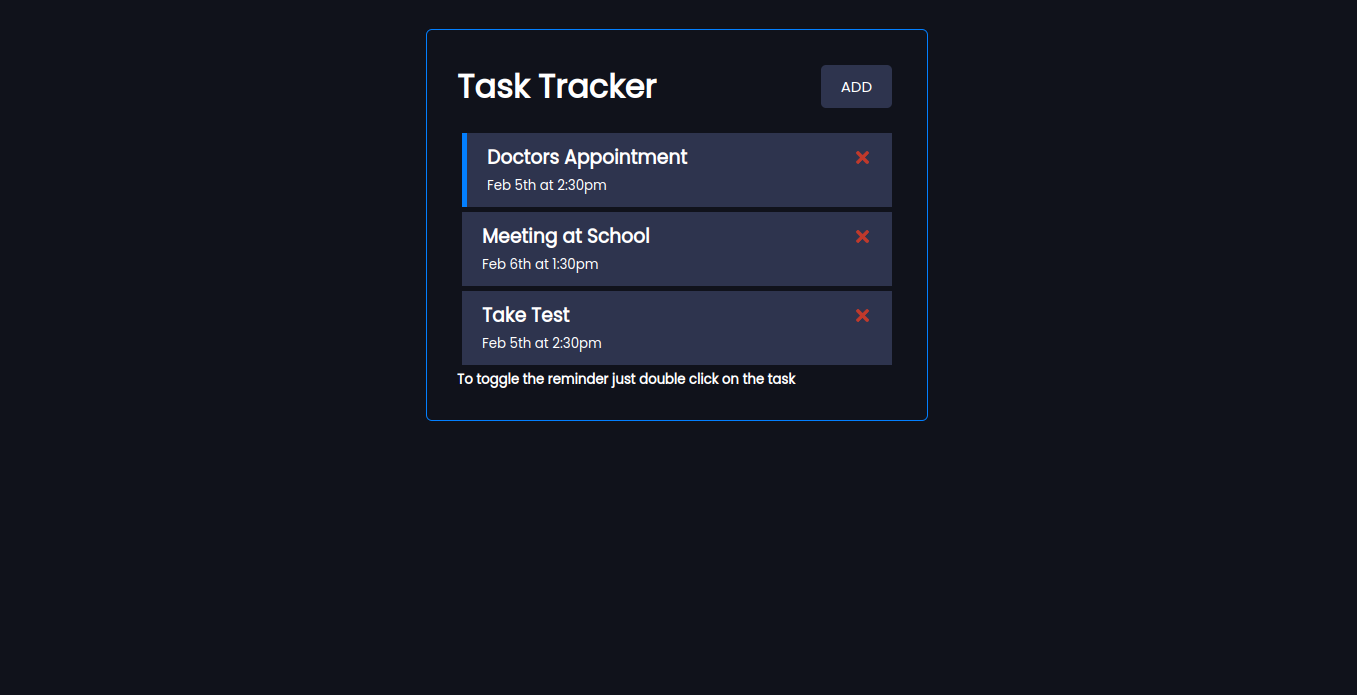 Task Tracker
ADD
Doctors Appointment
Feb 5th at 2:30pm
Meeting at School
Feb 6th at 1:30pm
Take Test
Feb 5th at 2:30pm
To toggle the reminder just double click on the task